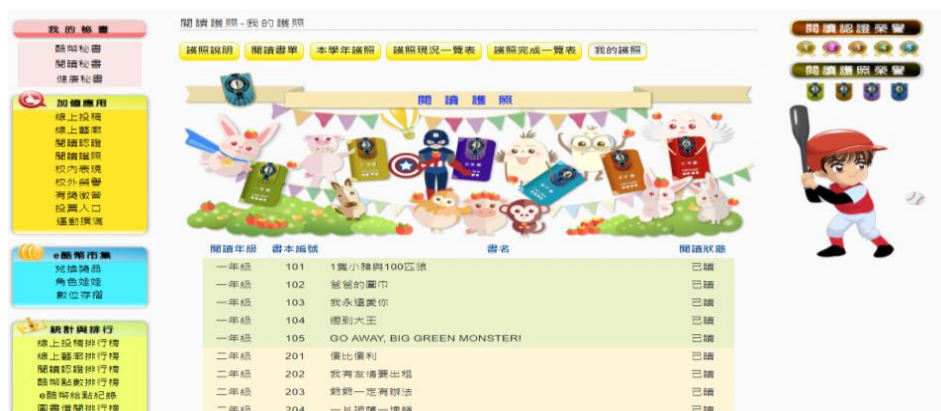 我的秘書
酷幣秘書
閱讀秘書
健康秘書
加值應用
線上投稿
線上藝廊
閱讀認證
閱讀護照
校內表現
校外榮譽
有獎徵答
投票入口
運動撲滿
e酷幣市集
兌換獎品
角色娃娃
數位存摺
統計與排行
線上投稿排行榜
線上藝廊排行榜
閱讀認證排行榜
酷幣點數排行榜
e酷幣給點紀錄
圖書借閱排行榜
閱讀護照-我的護照
護照說明 閱讀書單 本學年護照 護照現況一覽表 護照完成一覽表 我的護照
閱讀護照
閱讀年級 書本編號 書名 閱讀狀態
一年級 101 1隻小豬與100匹狼 已讀
一年級 102 爸爸的圍巾 已讀
一年級 103 我永遠愛你 已讀
一年級 104 遲到大王 已讀
一年級 105 GO AWAY, BIG GREEN MONSTER! 已讀
二年級 201 優比優利 已讀
二年級 202 我有友情要出租 已讀
二年級 203 爺爺一定有辦法 已讀
二年級 204 已讀
閱讀認證榮譽
閱讀護照榮譽